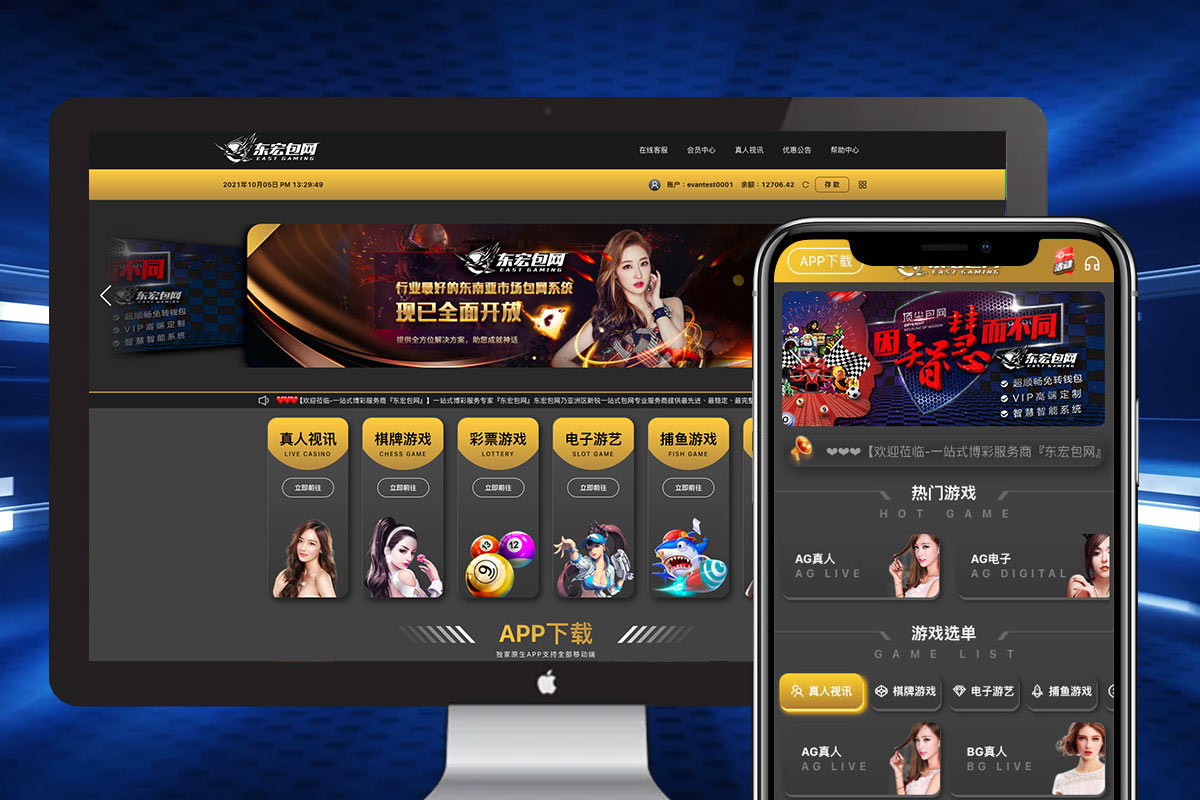 东宏包网
EAST GAMING
在线客服 会员中心 真人视讯 优惠公告 帮助中心
2021年10月05日 PM 13:29:49
账户：evantest0001 余额：12706.42 存款
不同
东宏包网
超顺畅免转钱包
VIP高端定制
智慧智能系统
东宏包网
EAST GAMING
行业最好的东南亚市场包网系统
现已全面开放
提供全方位解决方案，助您成就神话
【欢迎莅临-一站式博彩服务商『东宏包网』】一站式博彩服务专家『东宏包网』东宏包网乃亚洲区新锐一站式包网专业服务商提供最先进、最稳定、最完整
真人视讯
LIVE CASINO
立即前往
棋牌游戏
CHESS GAME
立即前往
彩票游戏
LOTTERY
立即前往
电子游艺
SLOT GAME
立即前往
捕鱼游戏
FISH GAME
立即前往
13
12
9
APP下载
独家原生APP支持全部移动端
APP下载
EAST GAMING
活动
顶尖包网
因智慧而不同
东宏包网
超顺畅免转钱包
VIP高端定制
智慧智能系统
【欢迎莅临-一站式博彩服务商『东宏包网』
热门游戏
HOT GAME
AG真人
AG LIVE
AG电子
AG DIGITAL
游戏选单
GAME LIST
真人视讯 棋牌游戏 电子游艺 捕鱼游戏
AG真人
AG LIVE
BG真人
BG LIVE